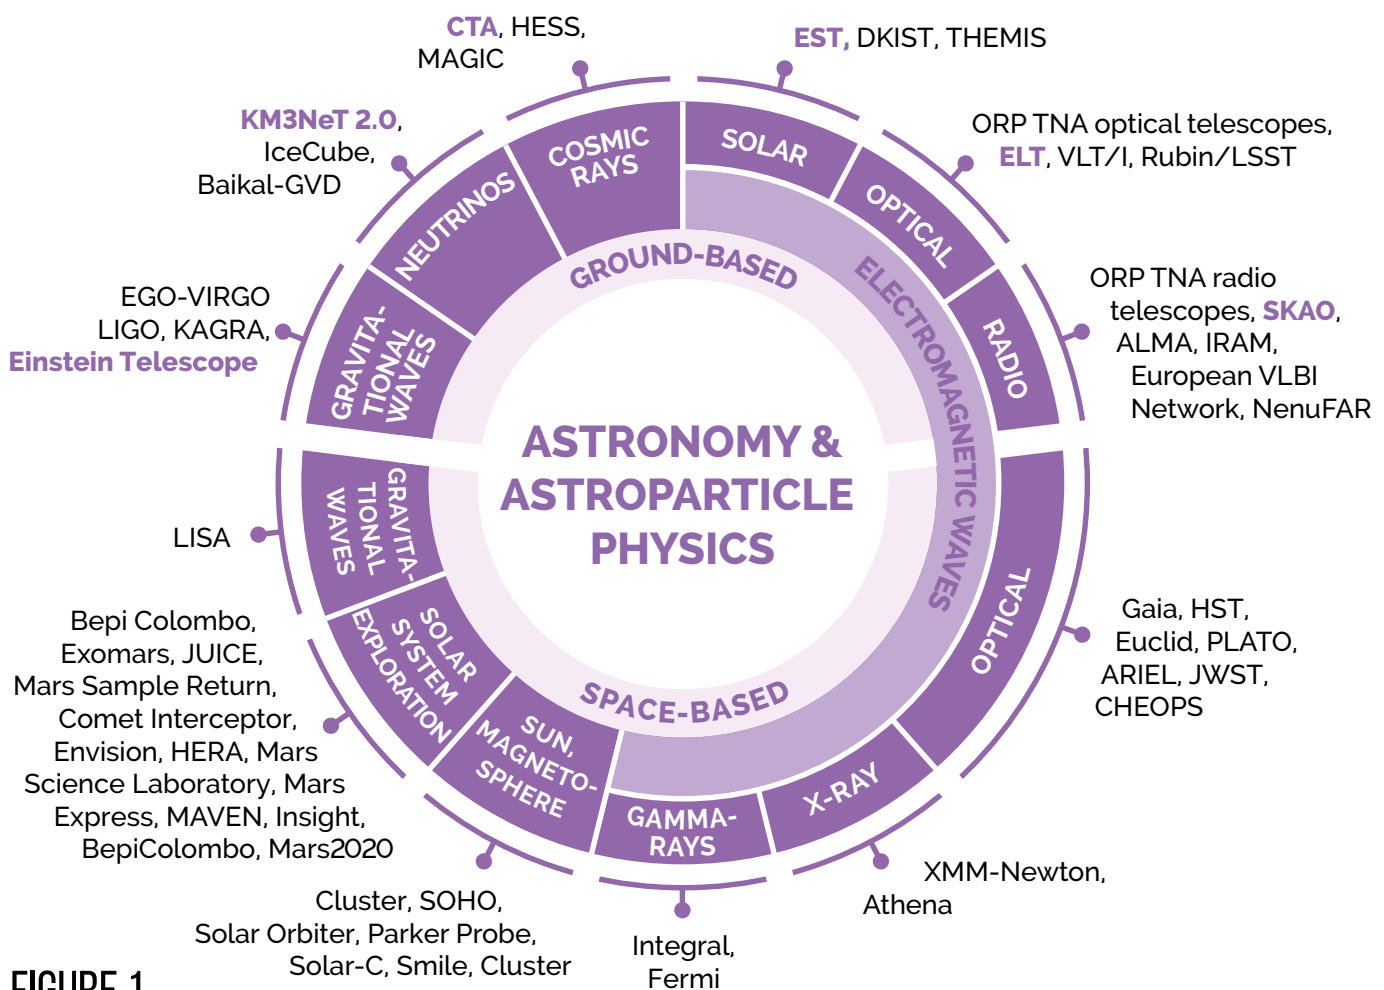 CTA, HESS,
MAGIC
EST, DKIST, THEMIS
KM3NeT 2.0,
IceCube,
Baikal-GVD
ORP TNA optical telescopes,
ELT, VLT/I, Rubin/LSST
EGO-VIRGO
LIGO, KAGRA,
Einstein Telescope
ORP TNA radio
telescopes, SKAO,
ALMA, IRAM,
European VLBI
Network, NenuFAR
COSMIC
RAYS
SOLAR
NEUTRINOS
OPTICAL
GRAVITA-
TIONAL
WAVES
RADIO
GROUND-BASED
ELECTROMAGNETIC WAVES
ASTRONOMY &
ASTROPARTICLE
PHYSICS
SPACE-BASED
GRAVITA-
TIONAL
WAVES
SOLAR
SYSTEM
EXPLORATION
SUN,
MAGNETO-
SPHERE
GAMMA-
RAYS
X-RAY
OPTICAL
LISA
Bepi Colombo,
Exomars, JUICE,
Mars Sample Return,
Comet Interceptor,
Envision, HERA, Mars
Science Laboratory, Mars
Express, MAVEN, Insight,
BepiColombo, Mars2020
Gaia, HST,
Euclid, PLATO,
ARIEL, JWST,
CHEOPS
XMM-Newton,
Athena
Cluster, SOHO,
Solar Orbiter, Parker Probe,
Solar-C, Smile, Cluster
Integral,
Fermi
FIGURE 1